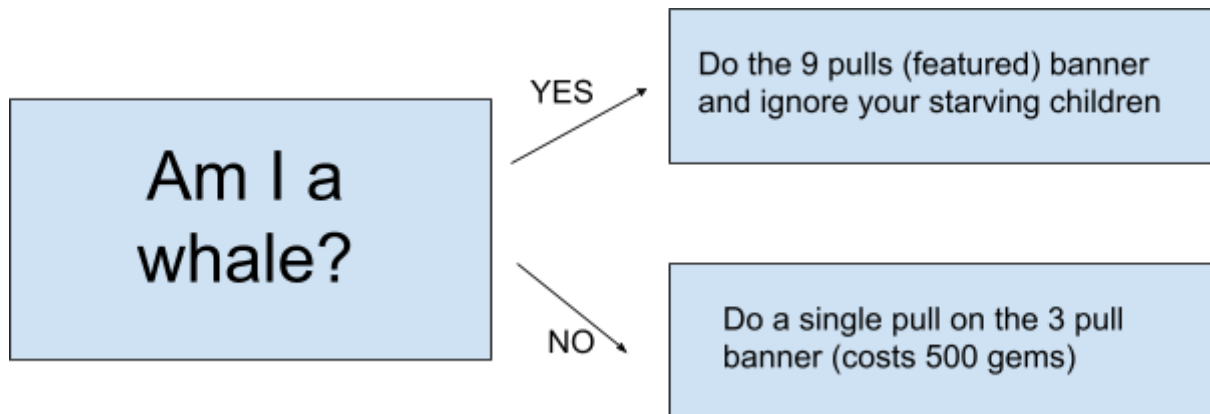 Am I a
whale?
YES
Do the 9 pulls (featured) banner
and ignore your starving children
NO
Do a single pull on the 3 pull
banner (costs 500 gems)